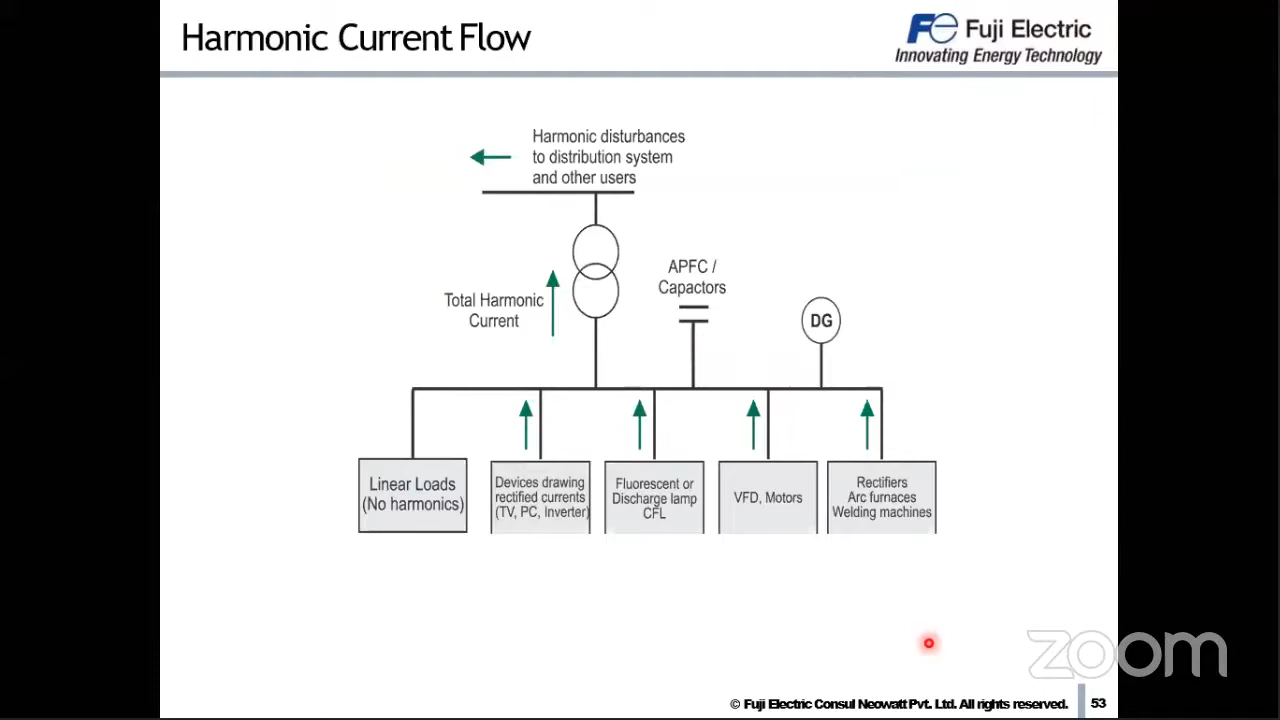 Harmonic Current Flow
Fe Fuji Electric
Innovating Energy Technology
Harmonic disturbances
to distribution system
and other users
APFC /
Capactors
Total Harmonic
Current
DG
Linear Loads
(No harmonics)
Devices drawing
rectified currents
(TV, PC, Inverter)
Fluorescent or
Discharge lamp
CFL
VFD, Motors
Rectifiers
Arc furnaces
Welding machines
zoom
© Fuji Electric Consul Neowatt Pvt. Ltd. All rights reserved.
53